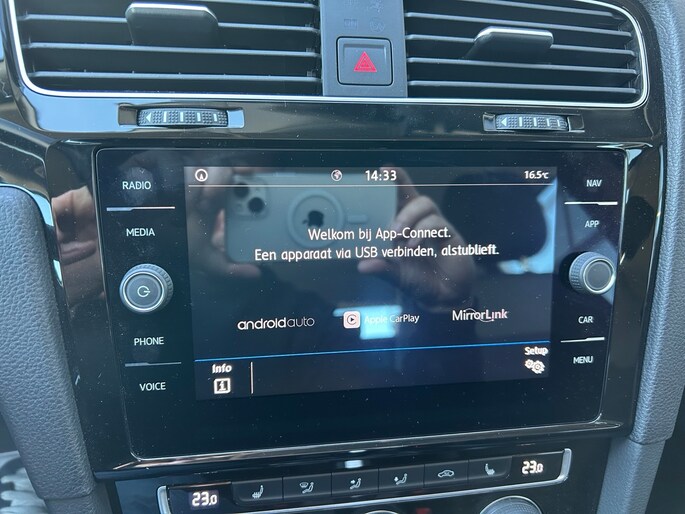 RADIO
MEDIA
PHONE
VOICE
14:33
16.5°C
Welkom bij App-Connect.
Een apparaat via USB verbinden, alstublieft.
androidauto
Apple CarPlay
MirrorLink
Info
Setup
NAV
APP
CAR
MENU
23.0
23.0